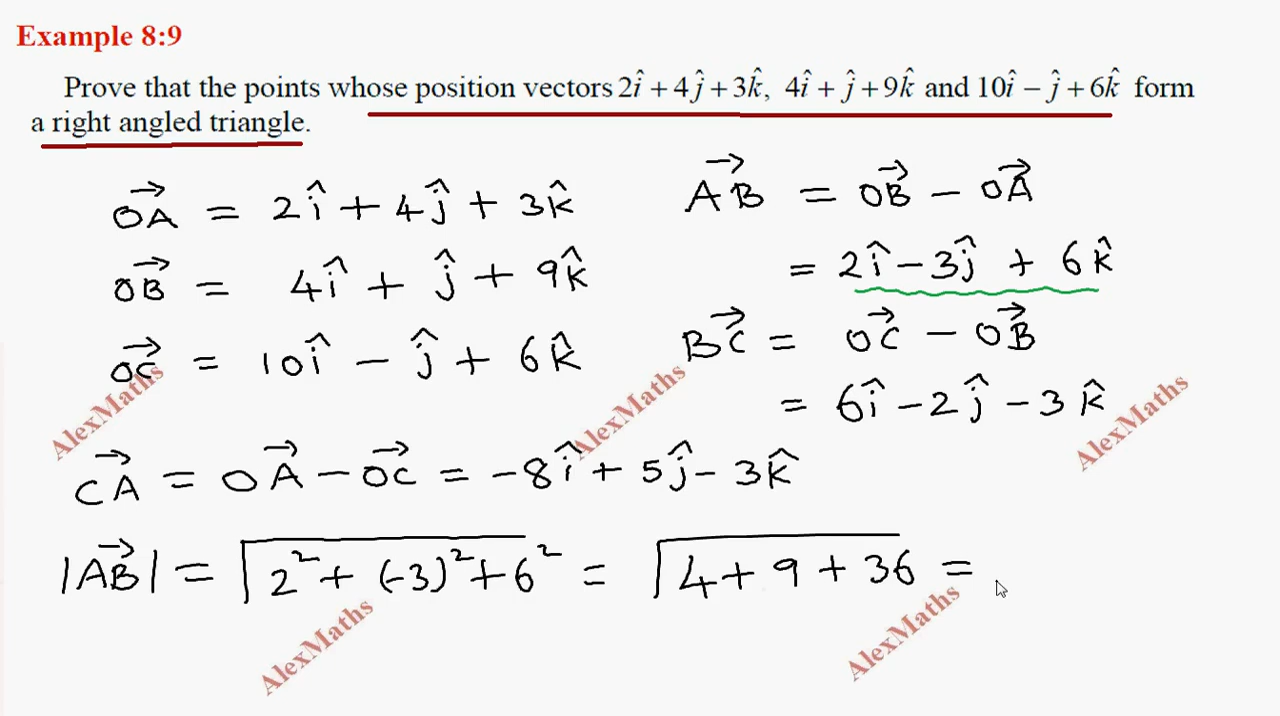 Example 8:9
Prove that the points whose position vectors 2î + 4ĵ + 3k̂, 4î + ĵ + 9k̂ and 10î − ĵ + 6k̂ form
a right angled triangle.
OA⃗ = 2î + 4ĵ + 3k̂
OB⃗ = 4î + ĵ + 9k̂
OC⃗ = 10î − ĵ + 6k̂
AB⃗ = OB⃗ − OA⃗
= 2î − 3ĵ + 6k̂
BC⃗ = OC⃗ − OB⃗
= 6î − 2ĵ − 3k̂
AlexMaths
AlexMaths
AlexMaths
CA⃗ = OA⃗ − OC⃗ = −8î + 5ĵ − 3k̂
|AB⃗| = √(2² + (−3)² + 6²) = √(4 + 9 + 36) =
AlexMaths
AlexMaths